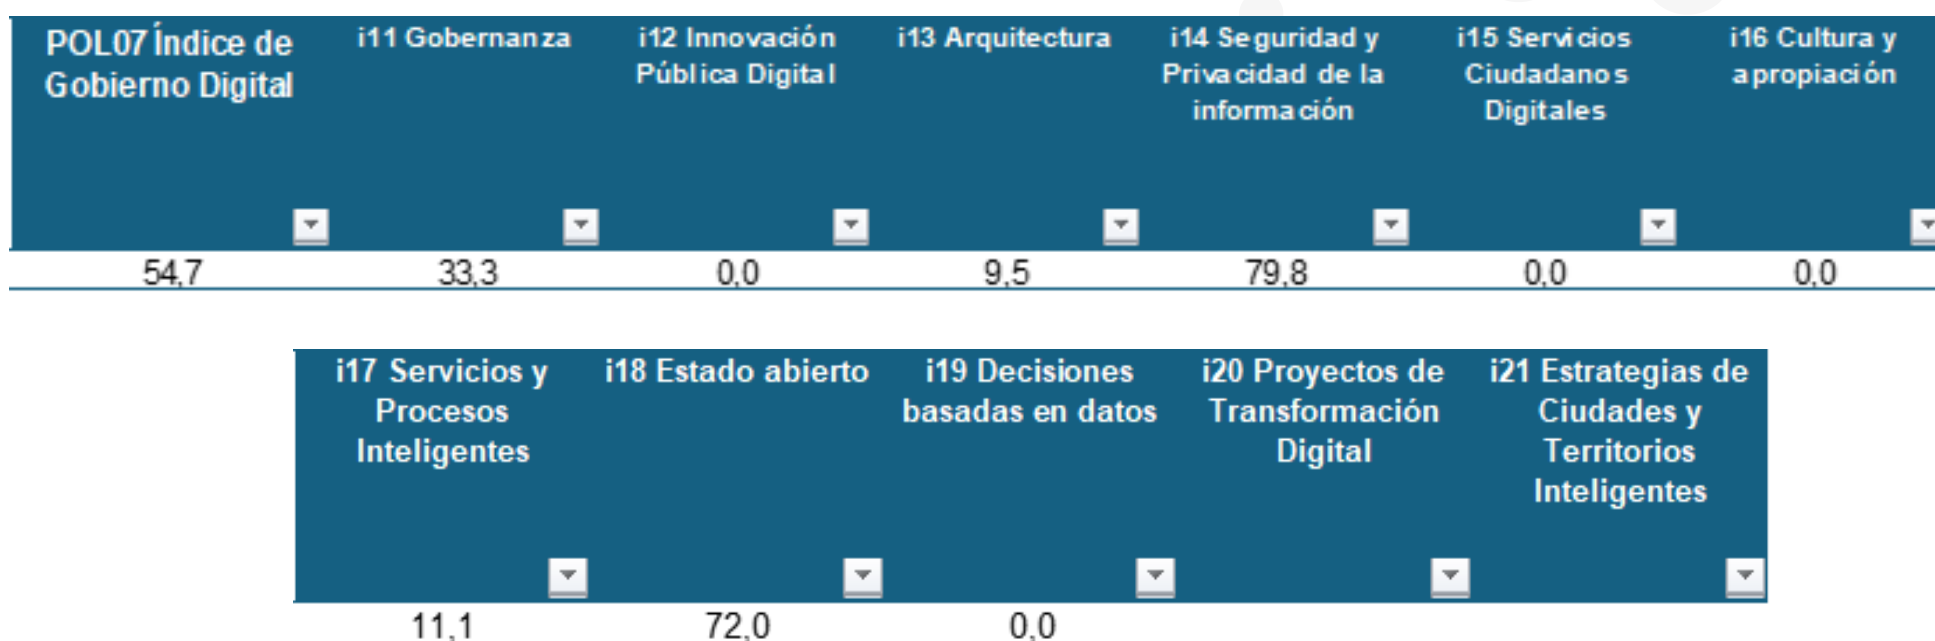 POL07 Índice de Gobierno Digital
i11 Gobernanza
i12 Innovación Pública Digital
i13 Arquitectura
i14 Seguridad y Privacidad de la información
i15 Servicios Ciudadanos Digitales
i16 Cultura y apropiación
54,7 33,3 0,0 9,5 79,8 0,0 0,0
i17 Servicios y Procesos Inteligentes
i18 Estado abierto
i19 Decisiones basadas en datos
i20 Proyectos de Transformación Digital
i21 Estrategias de Ciudades y Territorios Inteligentes
11,1 72,0 0,0